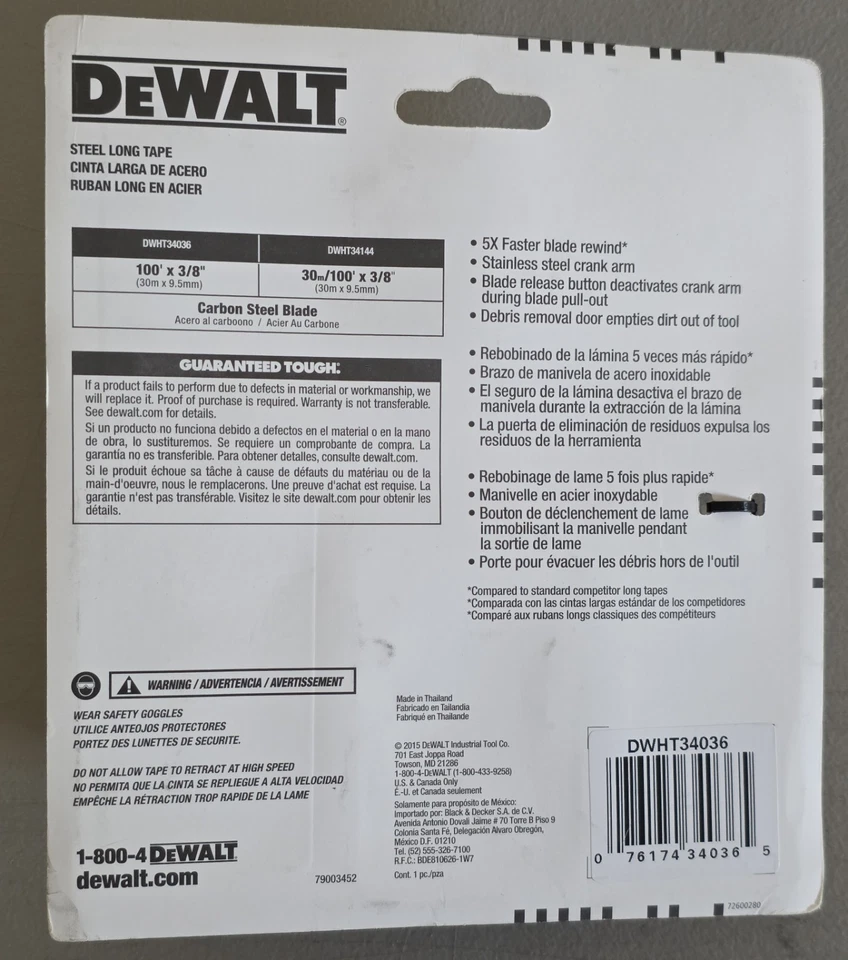 DEWALT®
STEEL LONG TAPE
CINTA LARGA DE ACERO
RUBAN LONG EN ACIER
DWHT34036 DWHT34144
100' x 3/8" 30m/100' x 3/8"
(30m x 9.5mm) (30m x 9.5mm)
Carbon Steel Blade
Acero al carboono / Acier Au Carbone
GUARANTEED TOUGH.®
If a product fails to perform due to defects in material or workmanship, we
will replace it. Proof of purchase is required. Warranty is not transferable.
See dewalt.com for details.
Si un producto no funciona debido a defectos en el material o en la mano
de obra, lo sustituremos. Se requiere un comprobante de compra. La
garantía no es transferible. Para obtener detalles, consulte dewalt.com.
Si le produit échoue sa tâche à cause de défauts du matériau ou de la
main-d'oeuvre, nous le remplacerons. Une preuve d'achat est requise. La
garantie n'est pas transférable. Visitez le site dewalt.com pour obtenir les
détails.
• 5X Faster blade rewind*
• Stainless steel crank arm
• Blade release button deactivates crank arm
during blade pull-out
• Debris removal door empties dirt out of tool
• Rebobinado de la lámina 5 veces más rápido*
• Brazo de manivela de acero inoxidable
• El seguro de la lámina desactiva el brazo de
manivela durante la extracción de la lámina
• La puerta de eliminación de residuos expulsa los
residuos de la herramienta
• Rebobinage de lame 5 fois plus rapide*
• Manivelle en acier inoxydable
• Bouton de déclenchement de lame
immobilisant la manivelle pendant
la sortie de lame
• Porte pour évacuer les débris hors de l'outil
*Compared to standard competitor long tapes
*Comparada con las cintas largas estándar de los competidores
*Comparé aux rubans longs classiques des compétiteurs
WARNING / ADVERTENCIA / AVERTISSEMENT
WEAR SAFETY GOGGLES
UTILICE ANTEOJOS PROTECTORES
PORTEZ DES LUNETTES DE SECURITE.
DO NOT ALLOW TAPE TO RETRACT AT HIGH SPEED
NO PERMITA QUE LA CINTA SE REPLIEGUE A ALTA VELOCIDAD
EMPÊCHE LA RÉTRACTION TROP RAPIDE DE LA LAME
1-800-4 DEWALT
dewalt.com
79003452
Made in Thailand
Fabricado en Tailandia
Fabriqué en Thailande
© 2015 DEWALT Industrial Tool Co.
701 East Joppa Road
Towson, MD 21286
1-800-4-DEWALT (1-800-433-9258)
U.S. & Canada Only
É.-U. et Canada seulement
Solamente para propósito de México:
Importado por: Black & Decker S.A. de C.V.
Avenida Antonio Dovali Jaime # 70 Torre B Piso 9
Colonia Santa Fé, Delegación Alvaro Obregón,
México D.F. 01210
Tel. (52) 555-326-7100
R.F.C.: BDE810626-1W7
Cont. 1 pc./pza
DWHT34036
0 76174 34036 5
72600280